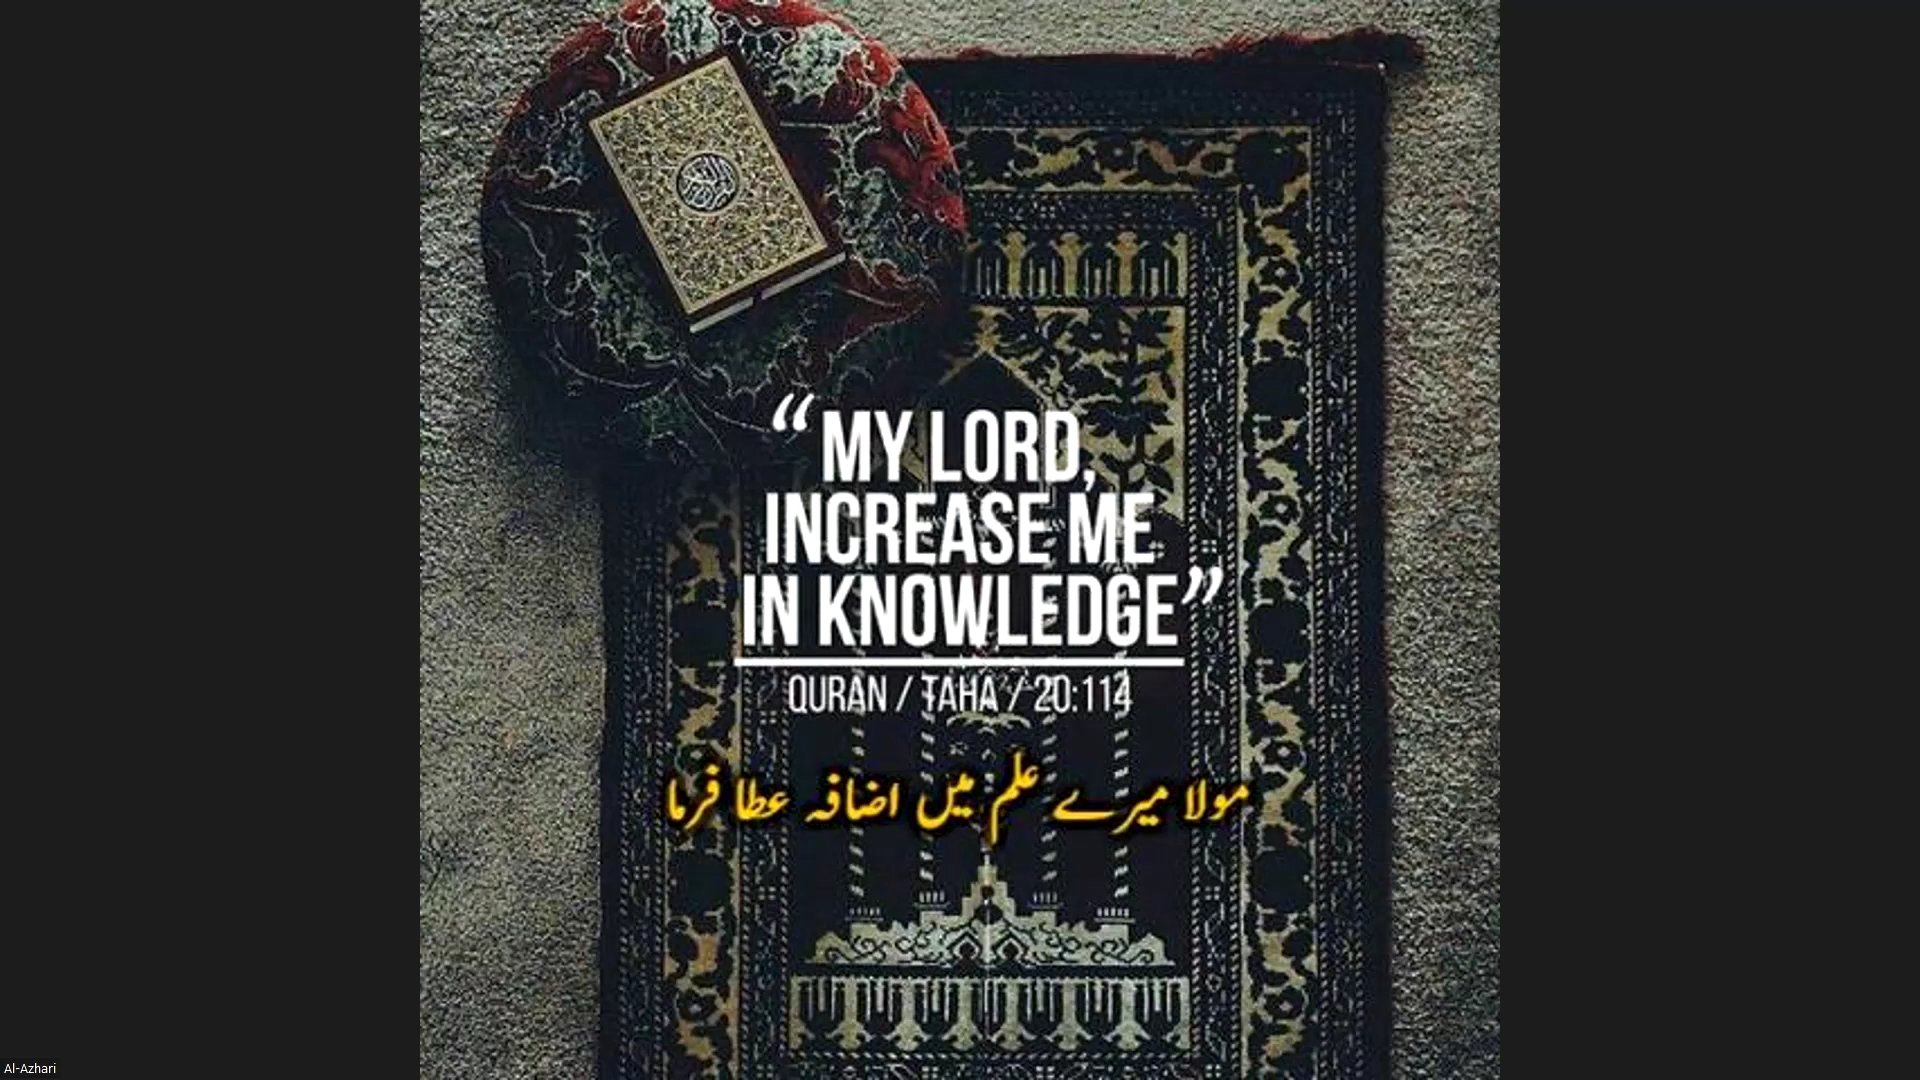 “MY LORD,
INCREASE ME
IN KNOWLEDGE”
QURAN / TAHA / 20:114
مولا میرے علم میں اضافہ عطا فرما
Al-Azhari